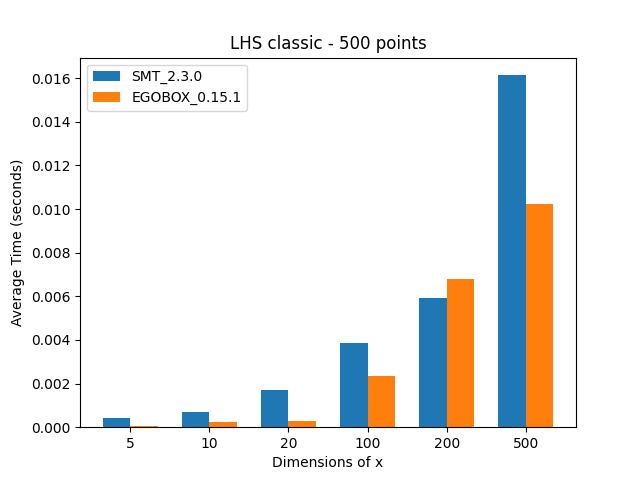 LHS classic - 500 points
SMT_2.3.0
EGOBOX_0.15.1
Average Time (seconds)
0.016
0.014
0.012
0.010
0.008
0.006
0.004
0.002
0.000
5 10 20 100 200 500
Dimensions of x